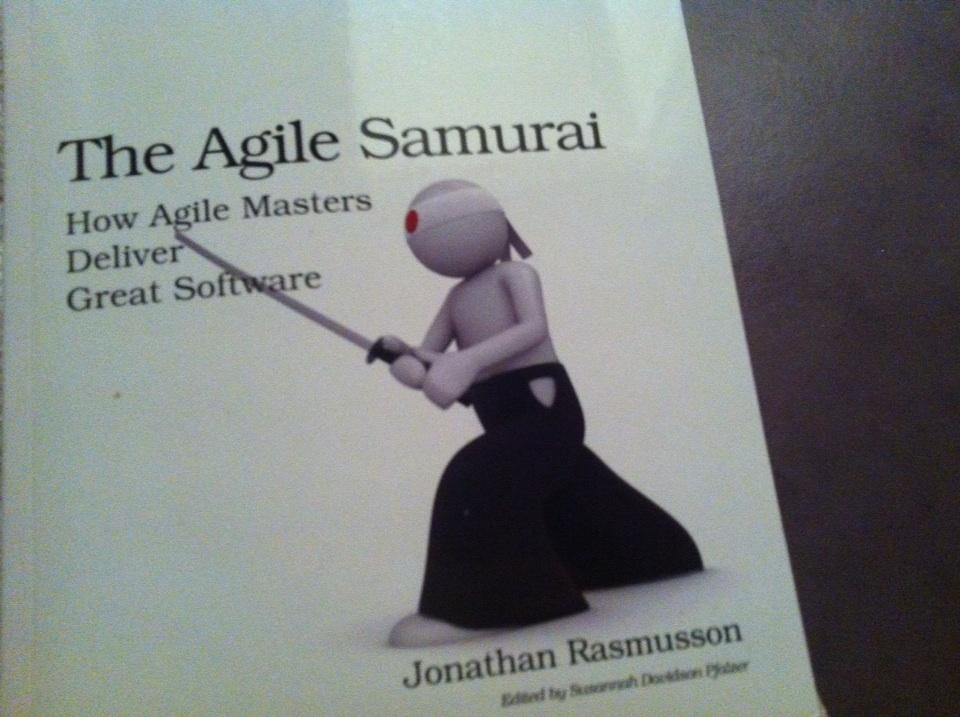 The Agile Samurai
How Agile Masters
Deliver
Great Software
Jonathan Rasmusson
Edited by Susannah Davidson Pfalzer